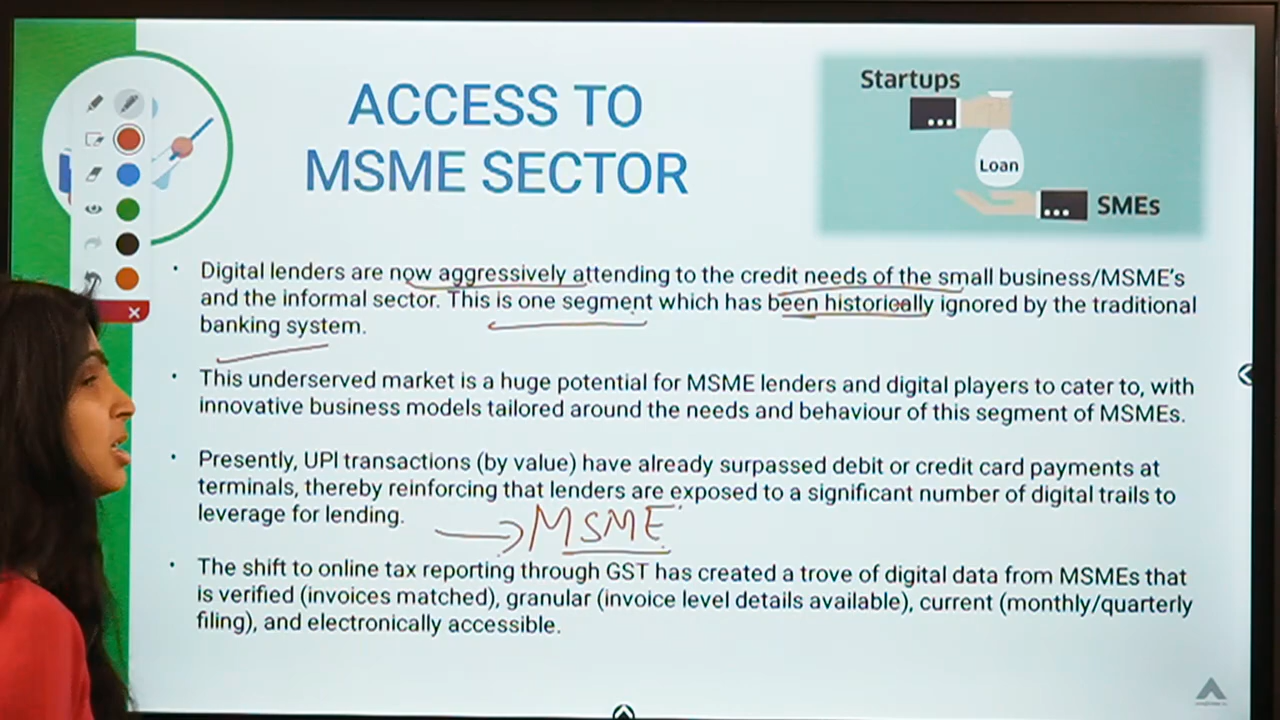 ACCESS TO
MSME SECTOR
Startups
Loan
SMEs
• Digital lenders are now aggressively attending to the credit needs of the small business/MSME's
and the informal sector. This is one segment which has been historically ignored by the traditional
banking system.
• This underserved market is a huge potential for MSME lenders and digital players to cater to, with
innovative business models tailored around the needs and behaviour of this segment of MSMEs.
• Presently, UPI transactions (by value) have already surpassed debit or credit card payments at
terminals, thereby reinforcing that lenders are exposed to a significant number of digital trails to
leverage for lending.
MSME
• The shift to online tax reporting through GST has created a trove of digital data from MSMEs that
is verified (invoices matched), granular (invoice level details available), current (monthly/quarterly
filing), and electronically accessible.